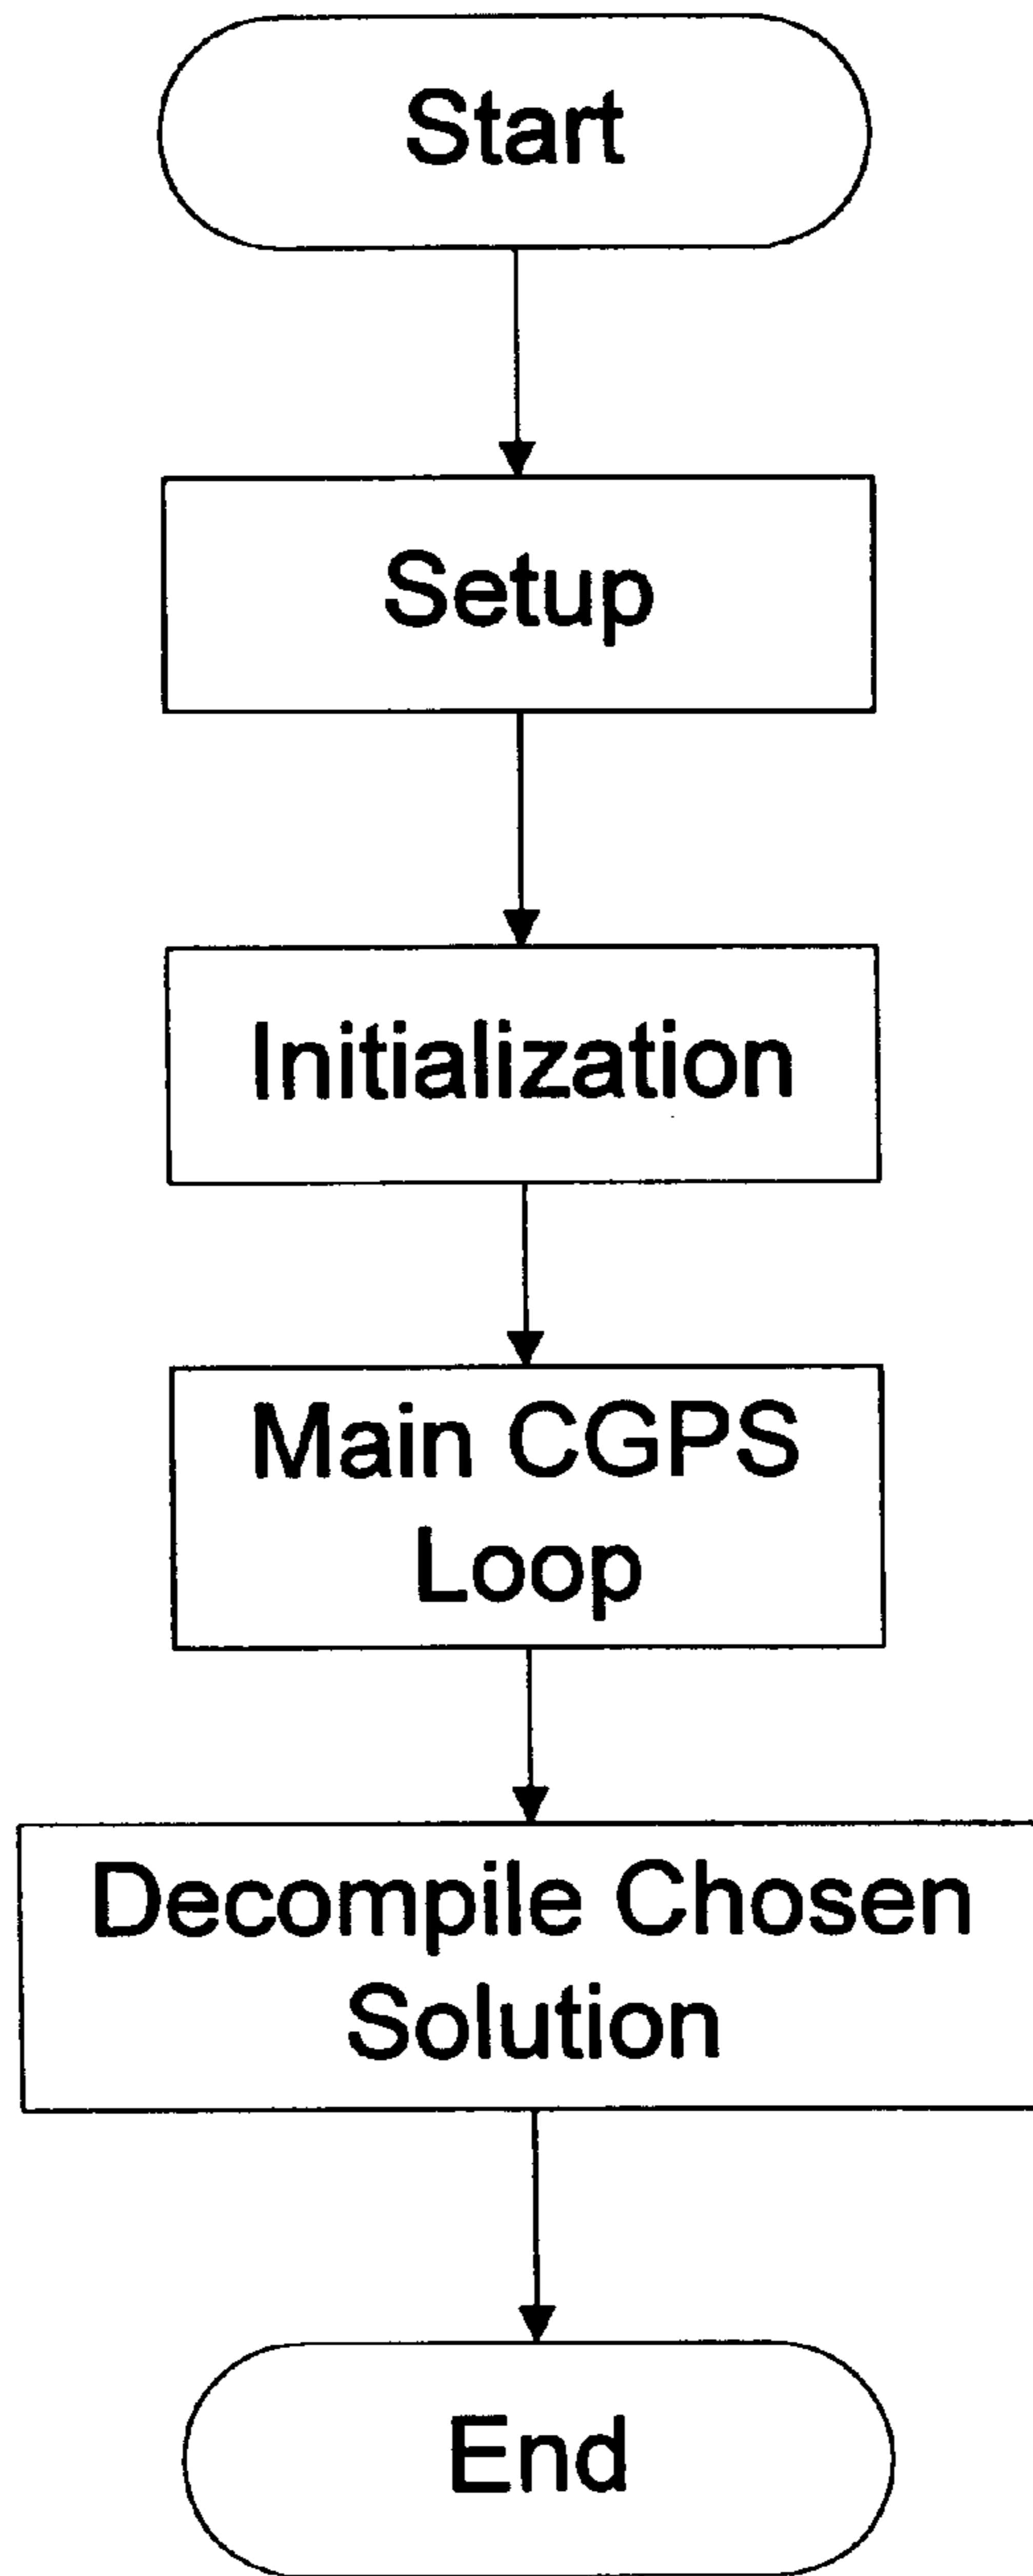 Start
Setup
Initialization
Main CGPS
Loop
Decompile Chosen
Solution
End